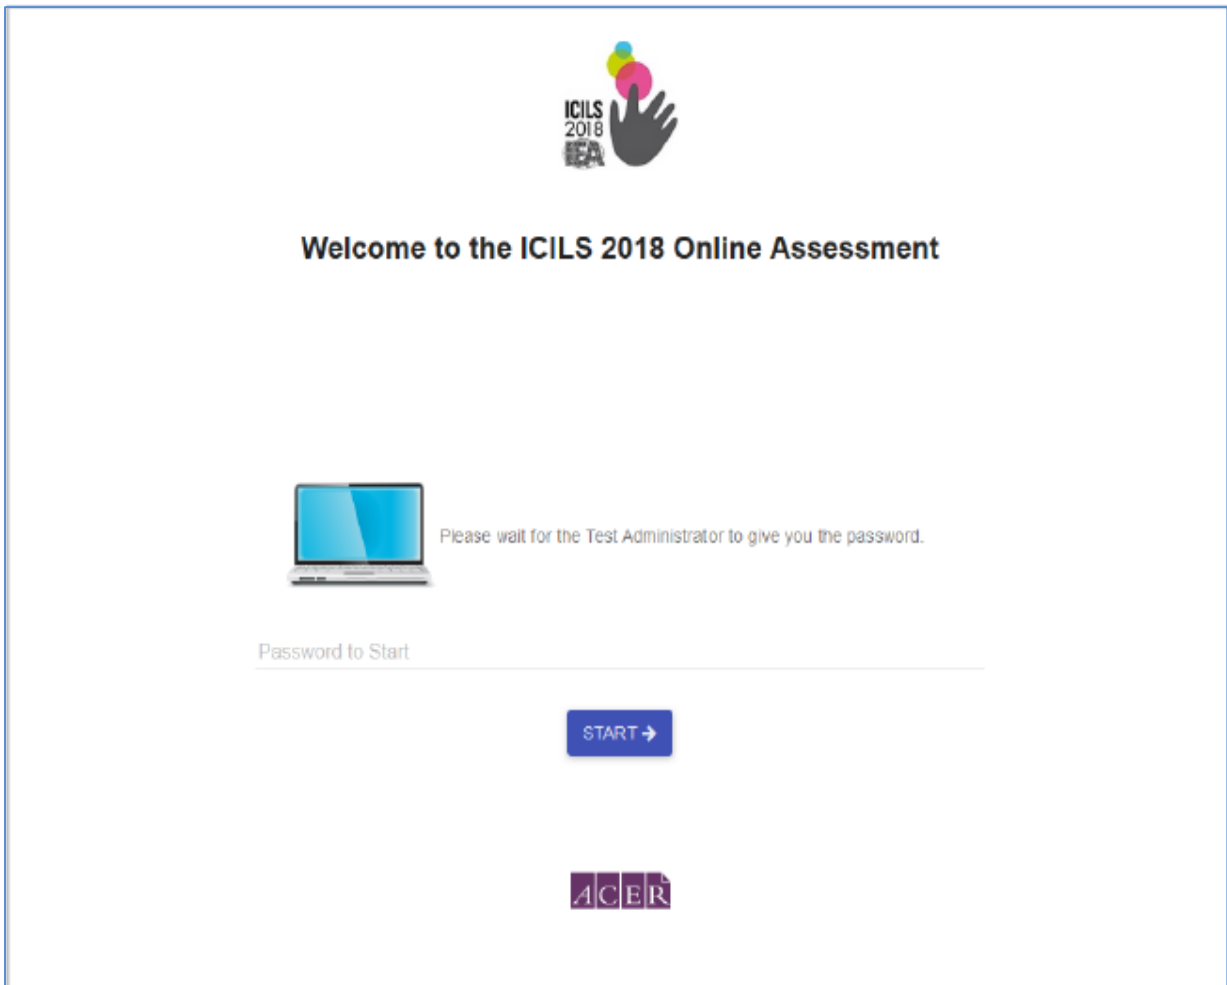 ICILS
2018
IEA
Welcome to the ICILS 2018 Online Assessment
Please wait for the Test Administrator to give you the password.
Password to Start
START
ACER